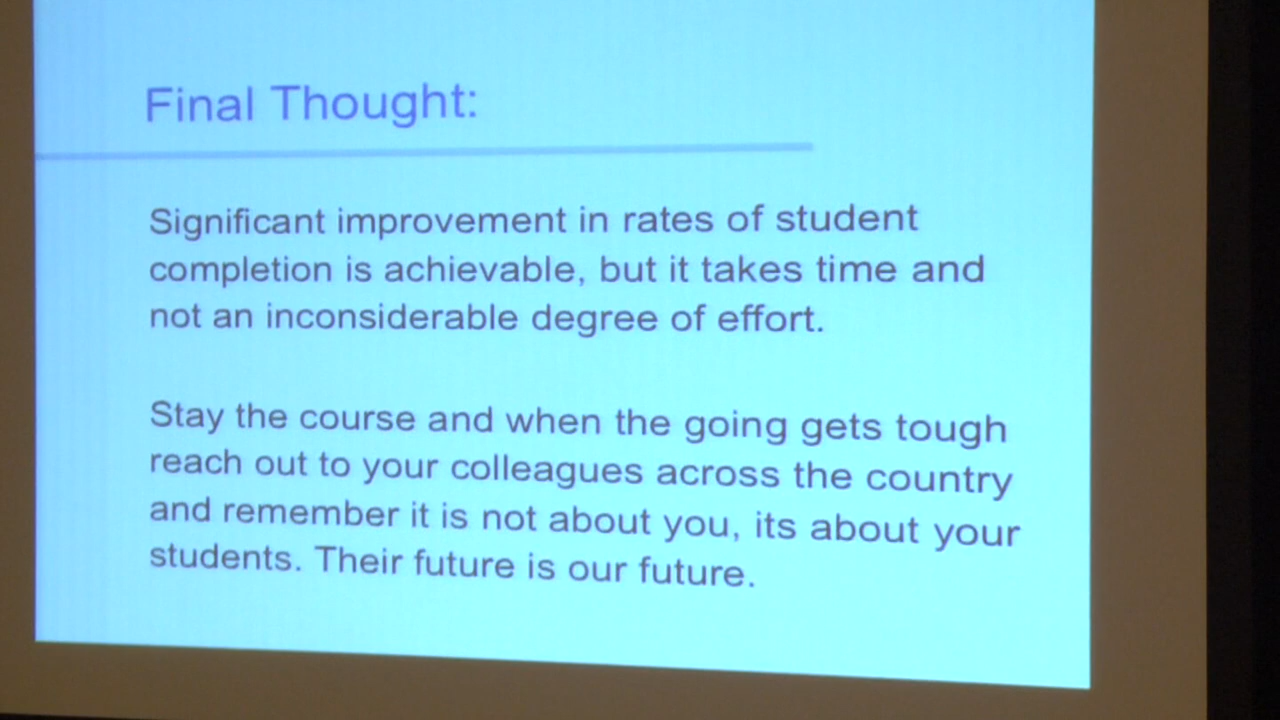 Final Thought:
Significant improvement in rates of student
completion is achievable, but it takes time and
not an inconsiderable degree of effort.
Stay the course and when the going gets tough
reach out to your colleagues across the country
and remember it is not about you, its about your
students. Their future is our future.